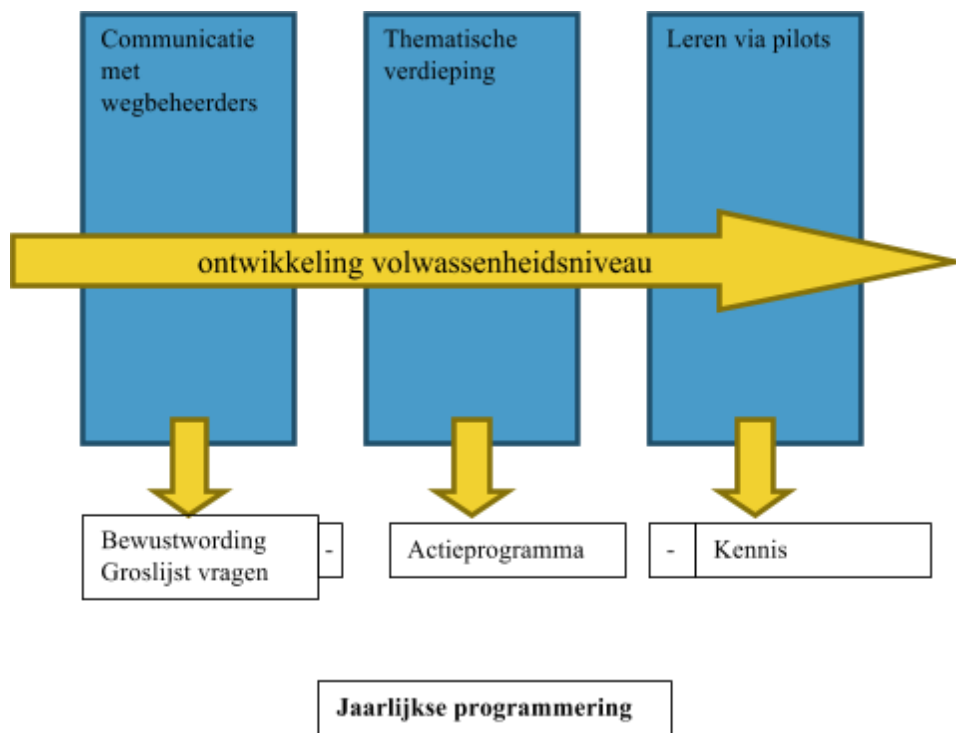 Communicatie
met
wegbeheerders
Thematische
verdieping
Leren via pilots
ontwikkeling volwassenheidsniveau
Bewustwording
Groslijst vragen
-
Actieprogramma
-
Kennis
Jaarlijkse programmering